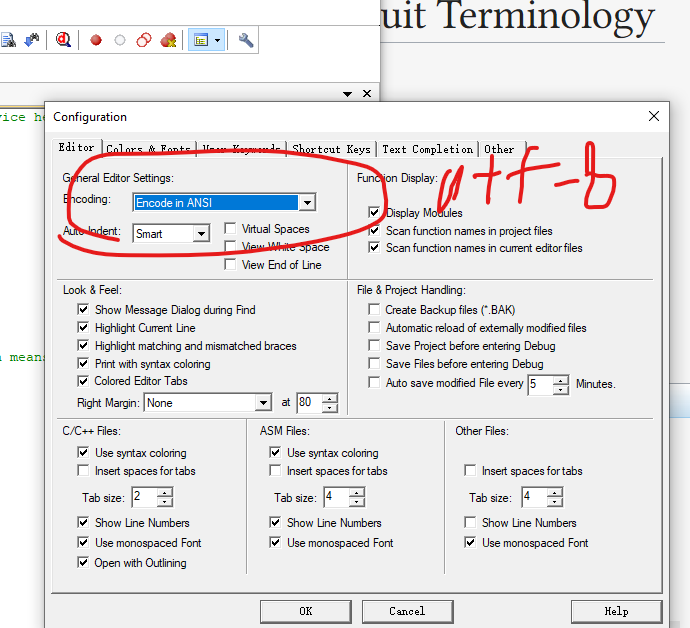 uit Terminology
vice he
Configuration
Editor Colors & Fonts User Keywords Shortcut Keys Text Completion Other
General Editor Settings:
Encoding: Encode in ANSI
Auto Indent: Smart
Virtual Spaces
View White Space
View End of Line
Function Display:
Display Modules
Scan function names in project files
Scan function names in current editor files
Look & Feel:
Show Message Dialog during Find
Highlight Current Line
Highlight matching and mismatched braces
Print with syntax coloring
Colored Editor Tabs
Right Margin: None at 80
File & Project Handling:
Create Backup files (*.BAK)
Automatic reload of externally modified files
Save Project before entering Debug
Save Files before entering Debug
Auto save modified File every 5 Minutes.
n means
C/C++ Files:
Use syntax coloring
Insert spaces for tabs
Tab size: 2
Show Line Numbers
Use monospaced Font
Open with Outlining
ASM Files:
Use syntax coloring
Insert spaces for tabs
Tab size: 4
Show Line Numbers
Use monospaced Font
Other Files:
Insert spaces for tabs
Tab size: 4
Show Line Numbers
Use monospaced Font
OK Cancel Help